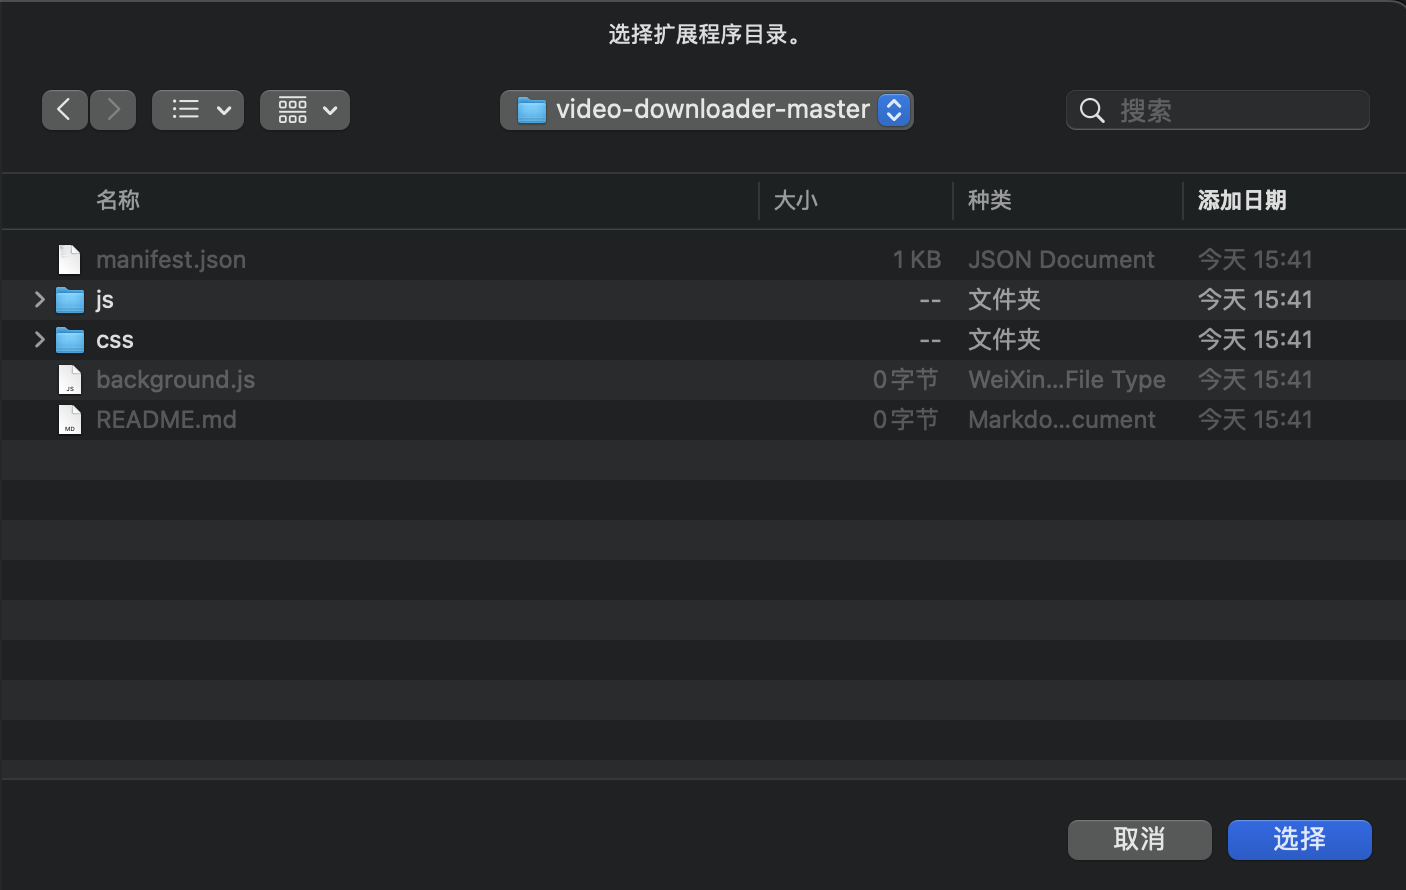 选择扩展程序目录。
video-downloader-master
搜索
名称 大小 种类 添加日期
manifest.json 1 KB JSON Document 今天 15:41
js -- 文件夹 今天 15:41
css -- 文件夹 今天 15:41
background.js 0 字节 WeiXin...File Type 今天 15:41
README.md 0 字节 Markdo...cument 今天 15:41
取消 选择